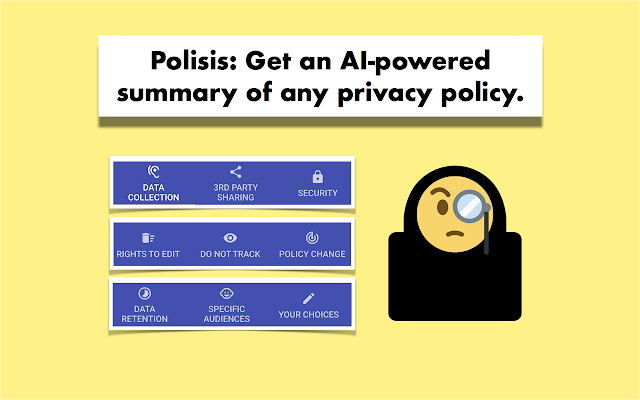 Polisis: Get an AI-powered
summary of any privacy policy.
DATA
COLLECTION
3RD PARTY
SHARING
SECURITY
RIGHTS TO EDIT
DO NOT TRACK
POLICY CHANGE
DATA
RETENTION
SPECIFIC
AUDIENCES
YOUR CHOICES